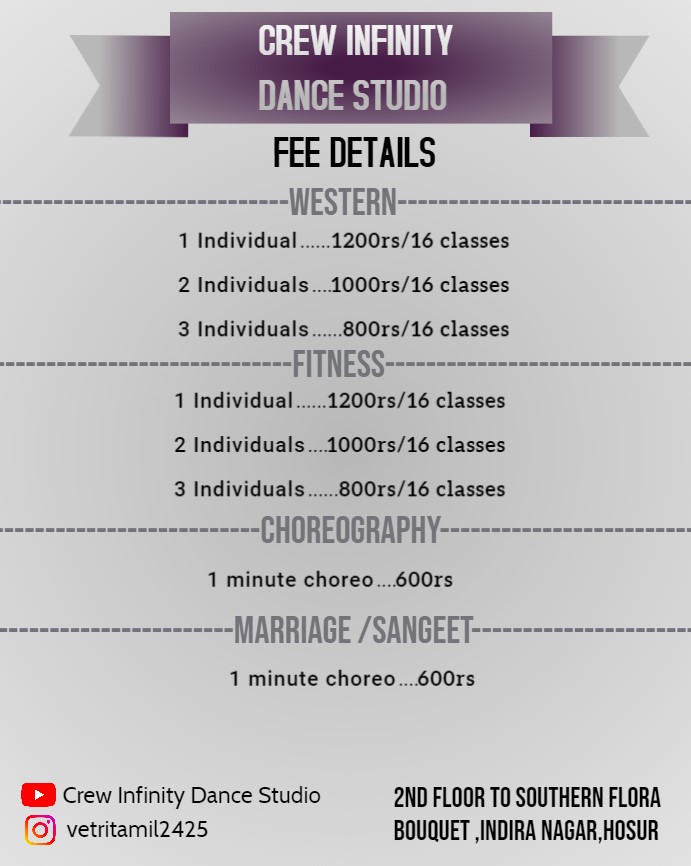 CREW INFINITY
DANCE STUDIO
FEE DETAILS
WESTERN
1 Individual......1200rs/16 classes
2 Individuals....1000rs/16 classes
3 Individuals......800rs/16 classes
FITNESS
1 Individual......1200rs/16 classes
2 Individuals....1000rs/16 classes
3 Individuals......800rs/16 classes
CHOREOGRAPHY
1 minute choreo....600rs
MARRIAGE /SANGEET
1 minute choreo....600rs
Crew Infinity Dance Studio
vetritamil2425
2ND FLOOR TO SOUTHERN FLORA
BOUQUET ,INDIRA NAGAR,HOSUR